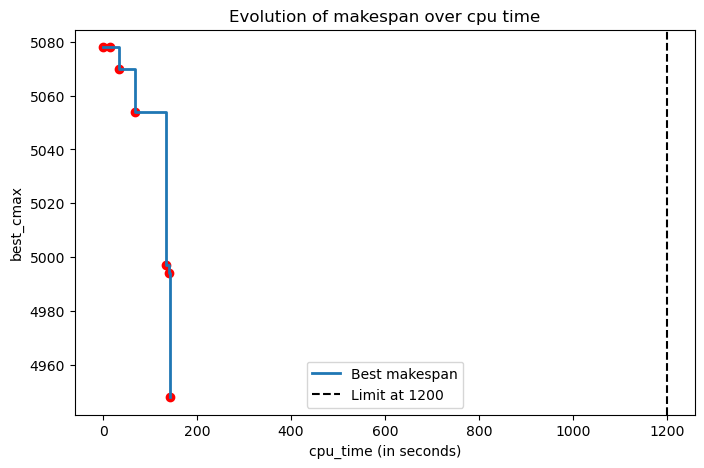 Evolution of makespan over cpu time
best_cmax
5080
5060
5040
5020
5000
4980
4960
Best makespan
Limit at 1200
0 200 400 600 800 1000 1200
cpu_time (in seconds)